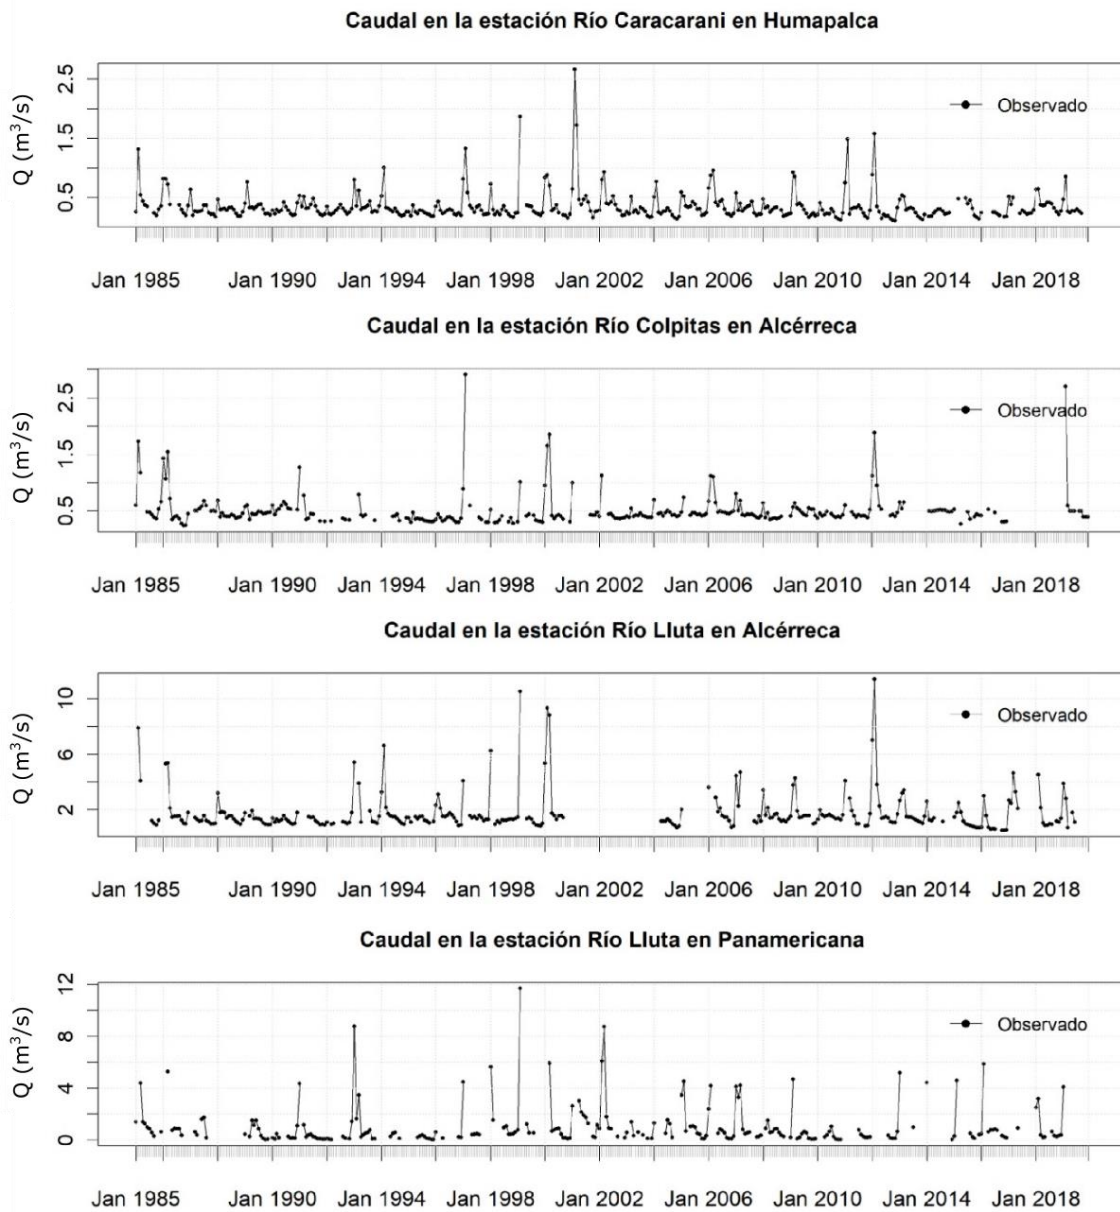 Caudal en la estación Río Caracarani en Humapalca
Q (m³/s)
2.5
1.5
0.5
Observado
Jan 1985 Jan 1990 Jan 1994 Jan 1998 Jan 2002 Jan 2006 Jan 2010 Jan 2014 Jan 2018
Caudal en la estación Río Colpitas en Alcérreca
Q (m³/s)
2.5
1.5
0.5
Observado
Jan 1985 Jan 1990 Jan 1994 Jan 1998 Jan 2002 Jan 2006 Jan 2010 Jan 2014 Jan 2018
Caudal en la estación Río Lluta en Alcérreca
Q (m³/s)
10
6
2
Observado
Jan 1985 Jan 1990 Jan 1994 Jan 1998 Jan 2002 Jan 2006 Jan 2010 Jan 2014 Jan 2018
Caudal en la estación Río Lluta en Panamericana
Q (m³/s)
12
8
4
0
Observado
Jan 1985 Jan 1990 Jan 1994 Jan 1998 Jan 2002 Jan 2006 Jan 2010 Jan 2014 Jan 2018